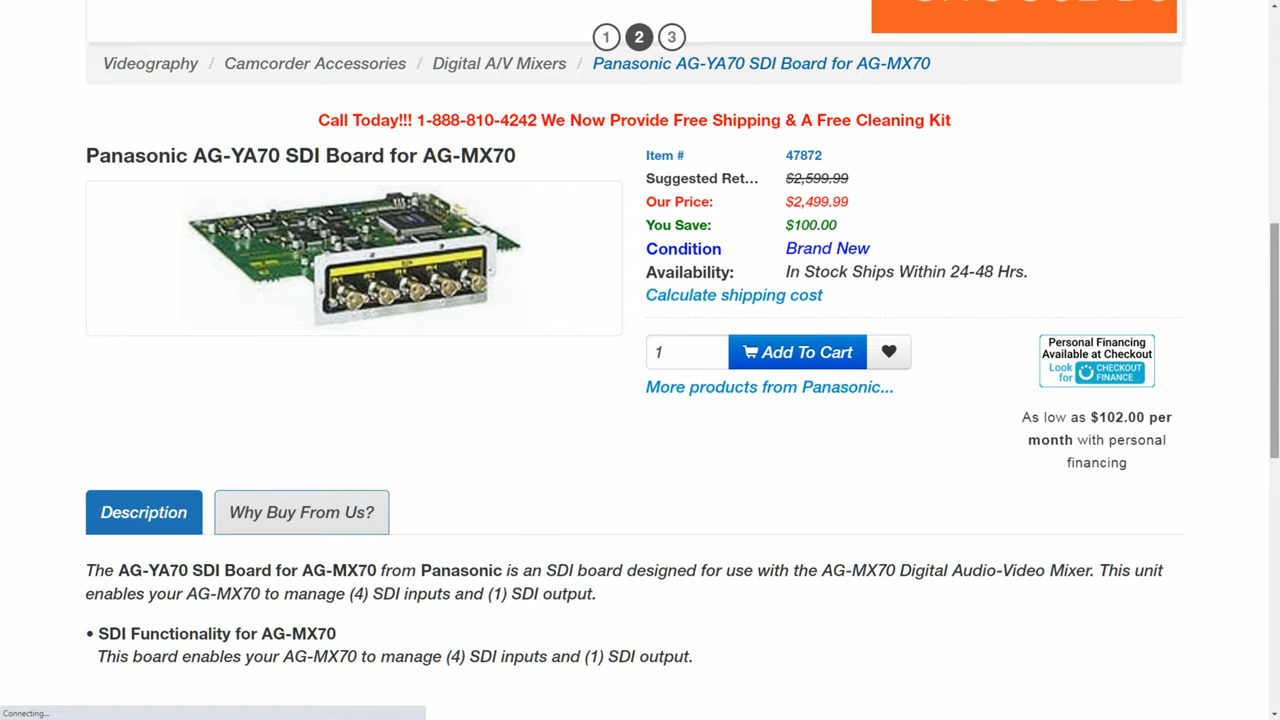 1 2 3
Videography / Camcorder Accessories / Digital A/V Mixers / Panasonic AG-YA70 SDI Board for AG-MX70
Call Today!!! 1-888-810-4242 We Now Provide Free Shipping & A Free Cleaning Kit
Panasonic AG-YA70 SDI Board for AG-MX70
Item # 47872
Suggested Ret... $2,599.99
Our Price: $2,499.99
You Save: $100.00
Condition Brand New
Availability: In Stock Ships Within 24-48 Hrs.
Calculate shipping cost
1 Add To Cart
More products from Panasonic...
Personal Financing
Available at Checkout
Look for CHECKOUT FINANCE
As low as $102.00 per
month with personal
financing
Description Why Buy From Us?
The AG-YA70 SDI Board for AG-MX70 from Panasonic is an SDI board designed for use with the AG-MX70 Digital Audio-Video Mixer. This unit
enables your AG-MX70 to manage (4) SDI inputs and (1) SDI output.
• SDI Functionality for AG-MX70
This board enables your AG-MX70 to manage (4) SDI inputs and (1) SDI output.
Connecting...